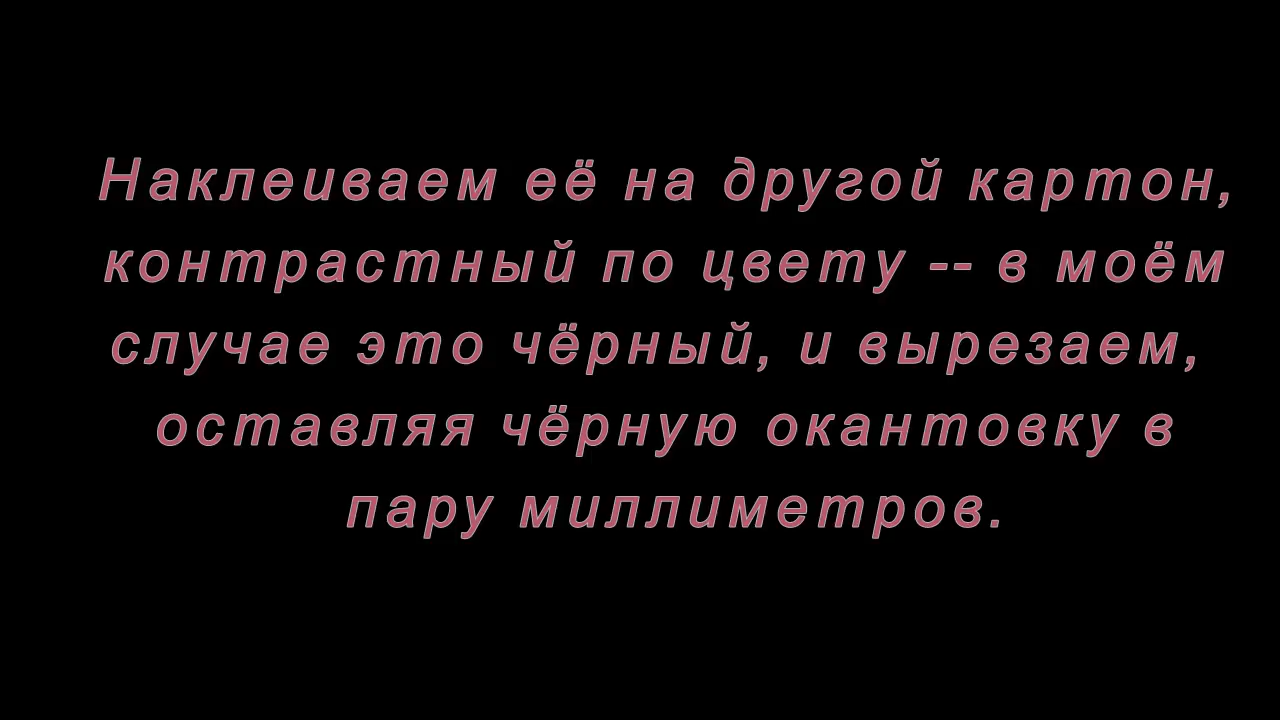 Наклеиваем её на другой картон,
контрастный по цвету -- в моём
случае это чёрный, и вырезаем,
оставляя чёрную окантовку в
пару миллиметров.